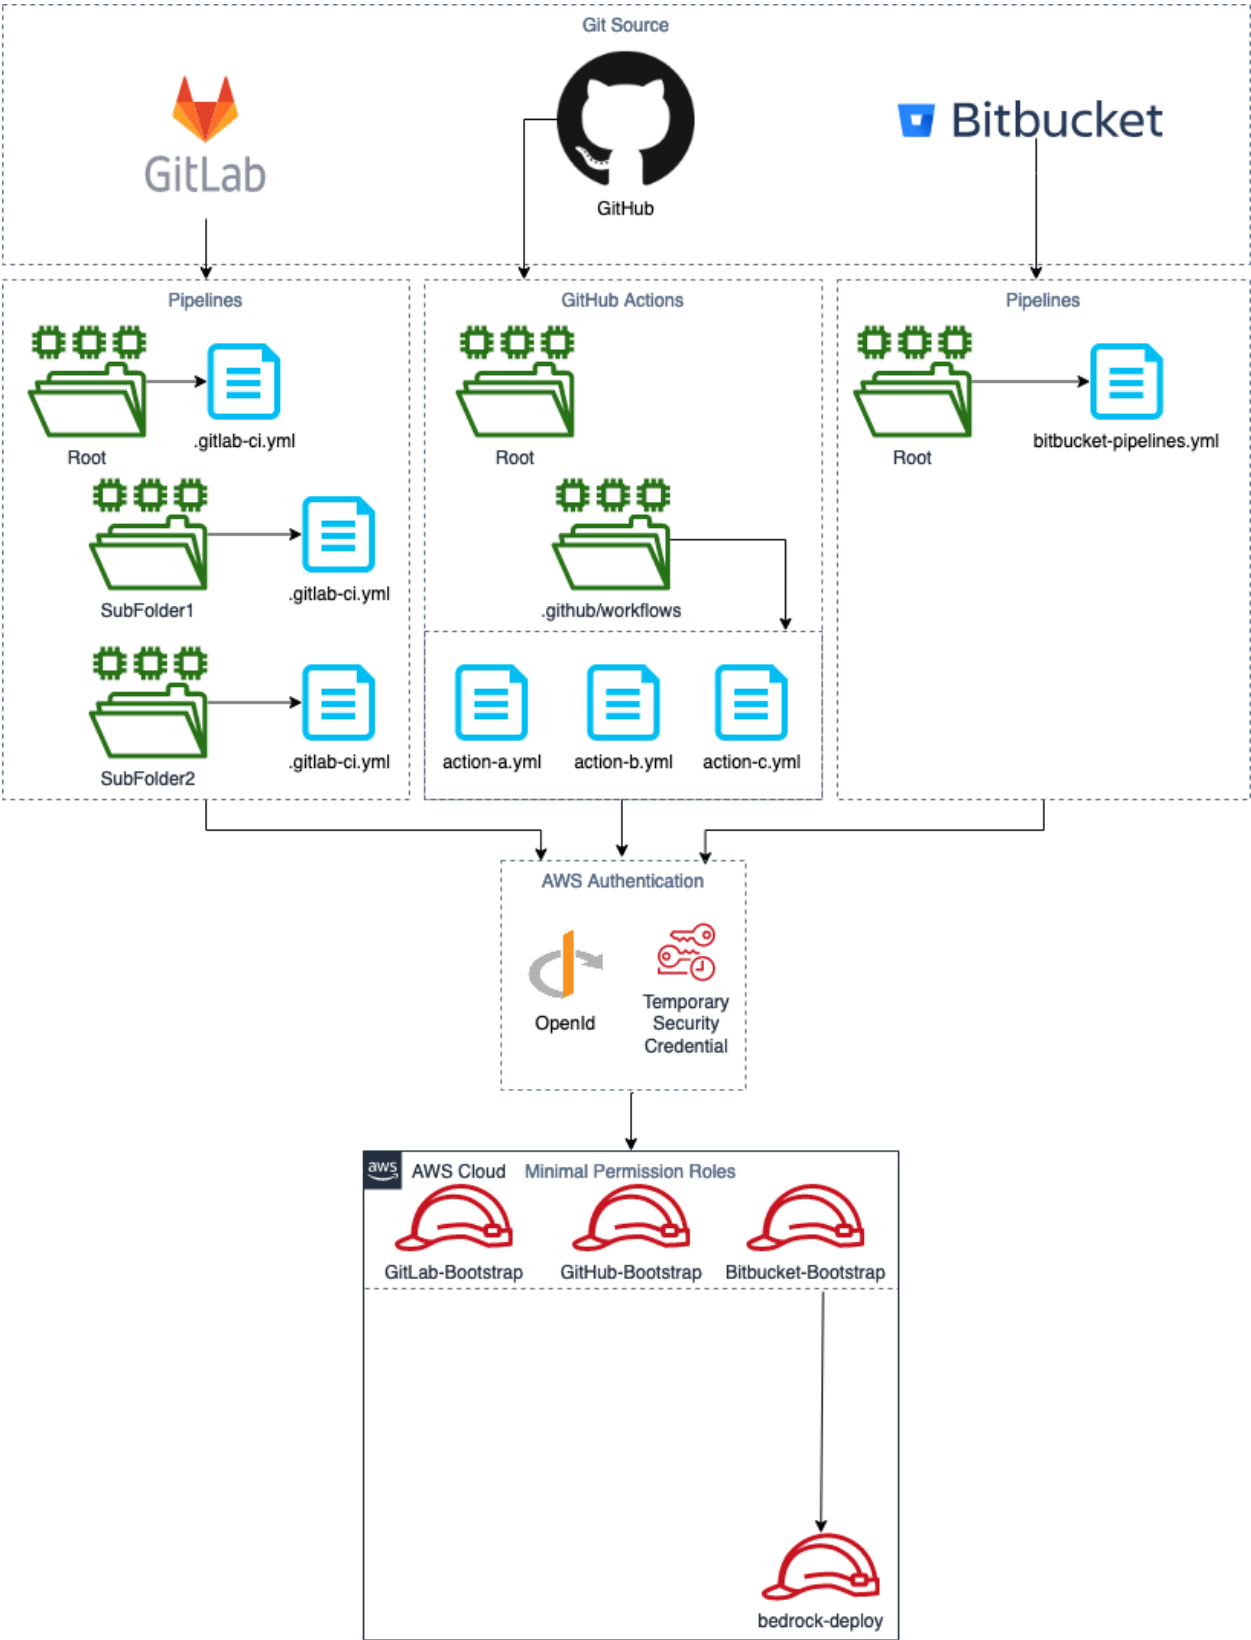 Git Source
GitLab
GitHub
Bitbucket
Pipelines
GitHub Actions
Pipelines
Root
.gitlab-ci.yml
Root
Root
bitbucket-pipelines.yml
SubFolder1
.gitlab-ci.yml
.github/workflows
SubFolder2
.gitlab-ci.yml
action-a.yml
action-b.yml
action-c.yml
AWS Authentication
OpenId
Temporary
Security
Credential
aws
AWS Cloud
Minimal Permission Roles
GitLab-Bootstrap
GitHub-Bootstrap
Bitbucket-Bootstrap
bedrock-deploy